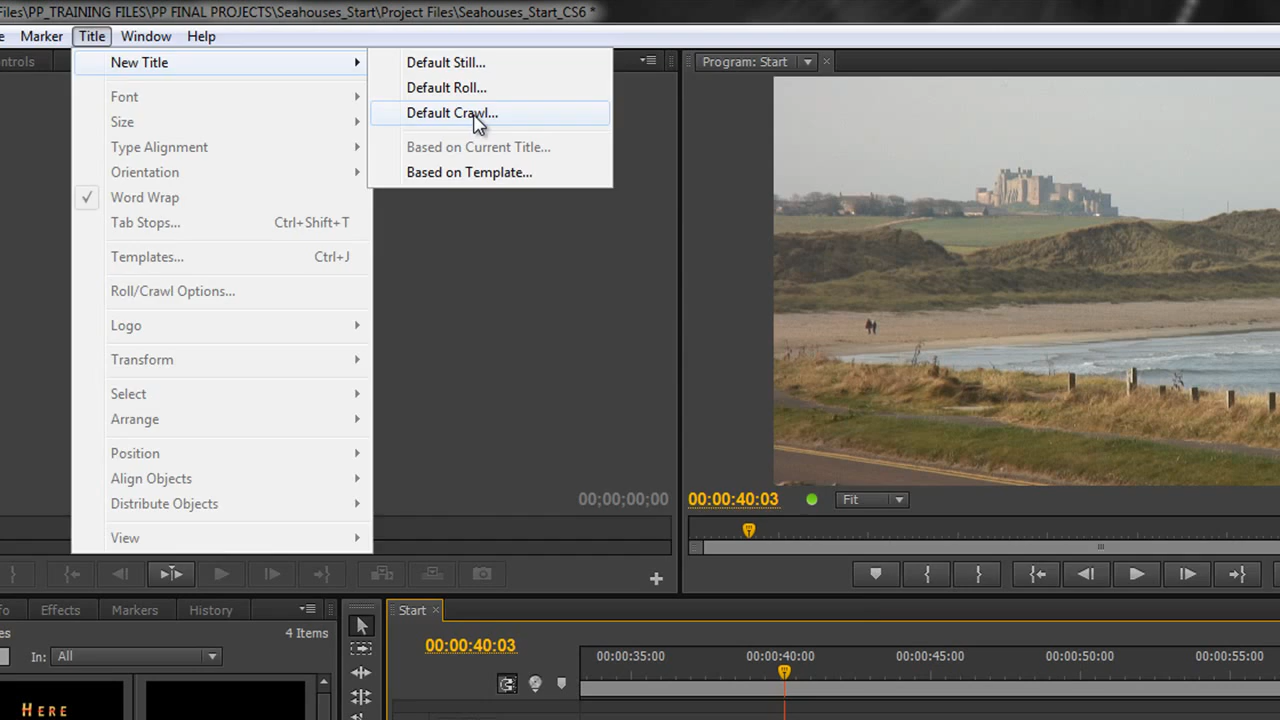 Files\PP_TRAINING FILES\PP FINAL PROJECTS\Seahouses_Start\Project Files\Seahouses_Start_CS6 *
Marker Title Window Help
New Title
Font
Size
Type Alignment
Orientation
Word Wrap
Tab Stops... Ctrl+Shift+T
Templates... Ctrl+J
Roll/Crawl Options...
Logo
Transform
Select
Arrange
Position
Align Objects
Distribute Objects
View
Default Still...
Default Roll...
Default Crawl...
Based on Current Title...
Based on Template...
ontrols
Program: Start
00;00;00;00
00:00:40:03
Fit
Effects Markers History
4 Items
In: All
HERE
Start
00:00:40:03
00:00:35:00 00:00:40:00 00:00:45:00 00:00:50:00 00:00:55:00